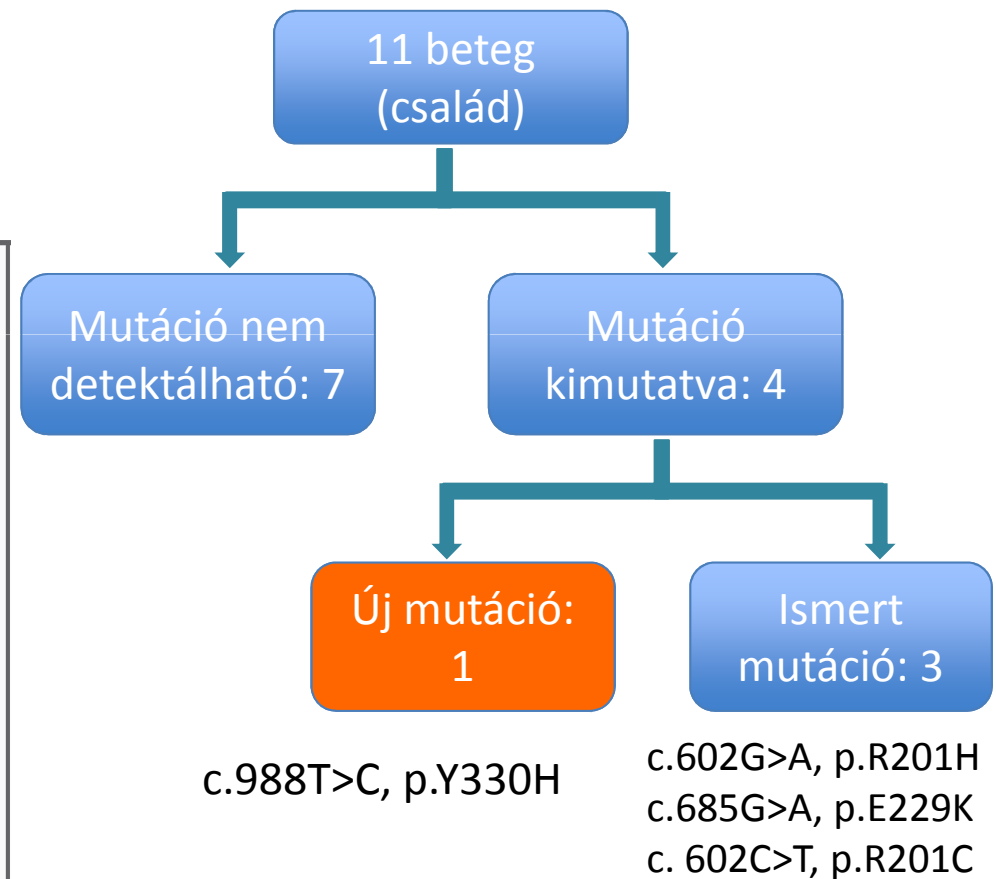 11 beteg
(család)
Mutáció nem
detektálható: 7
Mutáció
kimutatva: 4
Új mutáció:
1
Ismert
mutáció: 3
c.988T>C, p.Y330H
c.602G>A, p.R201H
c.685G>A, p.E229K
c. 602C>T, p.R201C